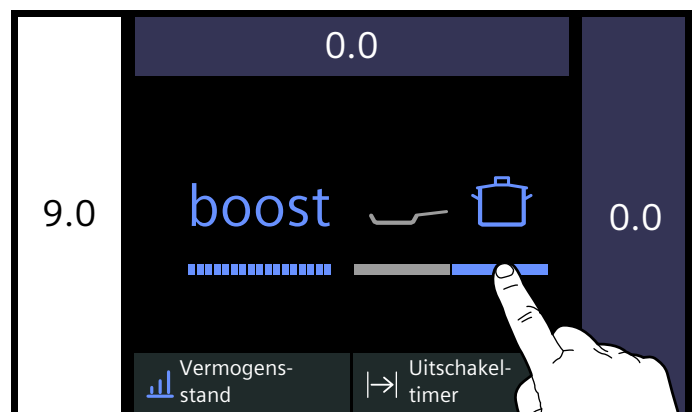 0.0
9.0
boost
0.0
Vermogens-
stand
Uitschakel-
timer